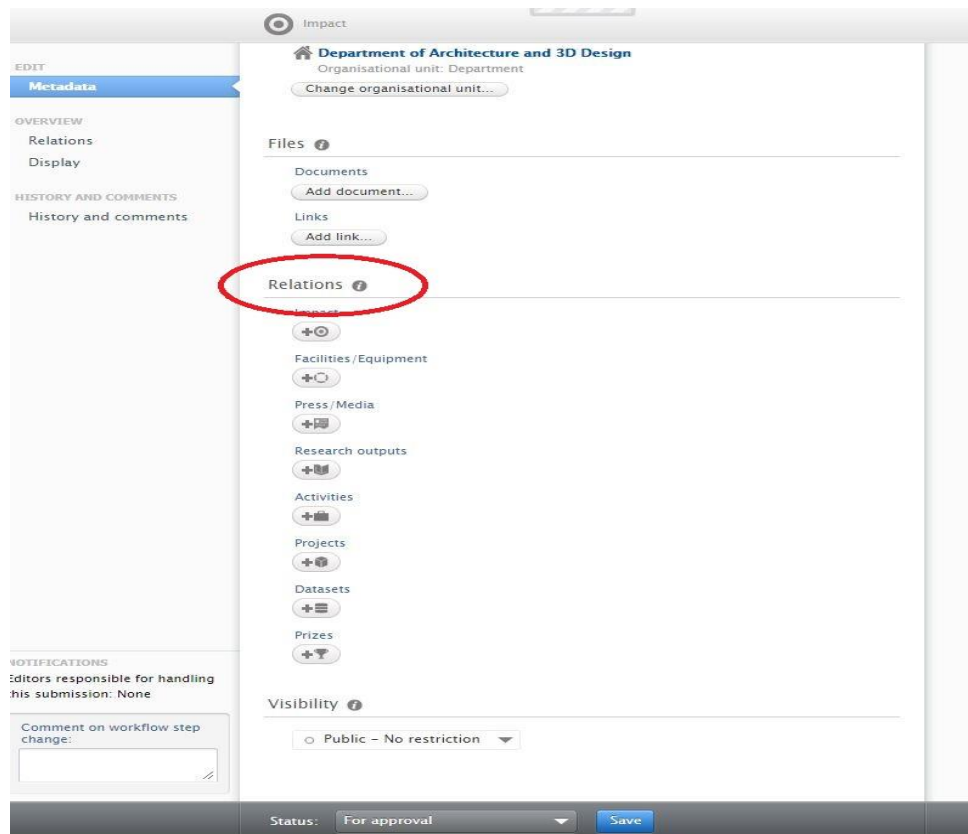 Impact
EDIT
Metadata
OVERVIEW
Relations
Display
HISTORY AND COMMENTS
History and comments
Department of Architecture and 3D Design
Organisational unit: Department
Change organisational unit...
Files
Documents
Add document...
Links
Add link...
Relations
Impact
Facilities/Equipment
Press/Media
Research outputs
Activities
Projects
Datasets
Prizes
NOTIFICATIONS
Editors responsible for handling
this submission: None
Comment on workflow step
change:
Visibility
Public - No restriction
Status: For approval Save